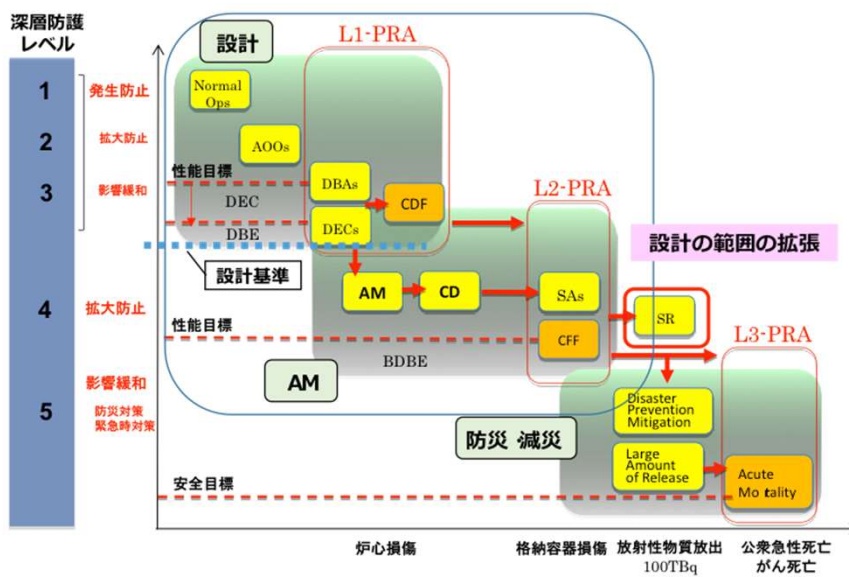 深層防護
レベル
設計
L1-PRA
1
発生防止
Normal
Ops
2
拡大防止
AOOs
性能目標
3
影響緩和
DBAs
DEC
CDF
L2-PRA
DECs
DBE
設計の範囲の拡張
設計基準
AM
CD
SAs
4
拡大防止
SR
性能目標
CFF
L3-PRA
BDBE
影響緩和
AM
5
防災対策
緊急時対策
Disaster
Prevention
Mitigation
防災・減災
Large
Amount
of Release
Acute
Mortality
安全目標
炉心損傷
格納容器損傷
放射性物質放出
100TBq
公衆急性死亡
がん死亡